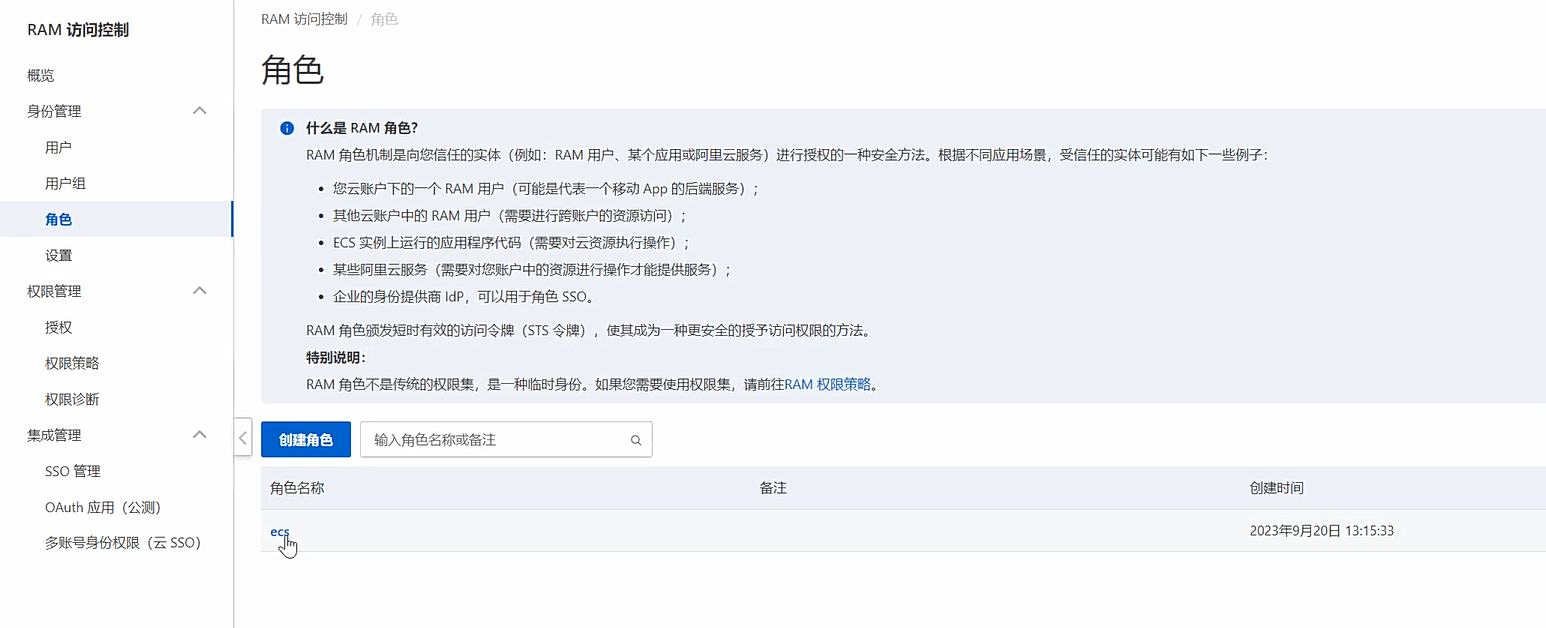 RAM 访问控制
概览
身份管理
用户
用户组
角色
设置
权限管理
授权
权限策略
权限诊断
集成管理
SSO 管理
OAuth 应用（公测）
多账号身份权限（云 SSO）
RAM 访问控制 / 角色
角色
什么是 RAM 角色？
RAM 角色机制是向您信任的实体（例如：RAM 用户、某个应用或阿里云服务）进行授权的一种安全方法。根据不同应用场景，受信任的实体可能有如下一些例子：
• 您云账户下的一个 RAM 用户（可能是代表一个移动 App 的后端服务）；
• 其他云账户中的 RAM 用户（需要进行跨账户的资源访问）；
• ECS 实例上运行的应用程序代码（需要对云资源执行操作）；
• 某些阿里云服务（需要对您账户中的资源进行操作才能提供服务）；
• 企业的身份提供商 IdP，可以用于角色 SSO。
RAM 角色颁发短时有效的访问令牌（STS 令牌），使其成为一种更安全的授予访问权限的方法。
特别说明：
RAM 角色不是传统的权限集，是一种临时身份。如果您需要使用权限集，请前往RAM 权限策略。
创建角色 输入角色名称或备注
角色名称 备注 创建时间
ecs 2023年9月20日 13:15:33